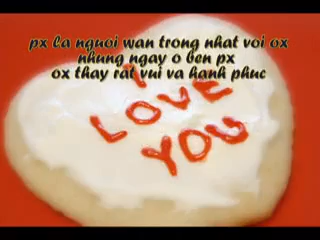 px la nguoi wan trong nhat voi ox
nhung ngay o ben px
ox thay rat vui va hanh phuc
I
LOVE
YOU